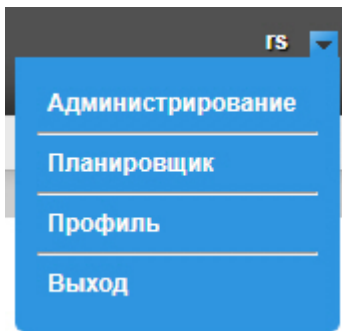 rs
Администрирование
Планировщик
Профиль
Выход